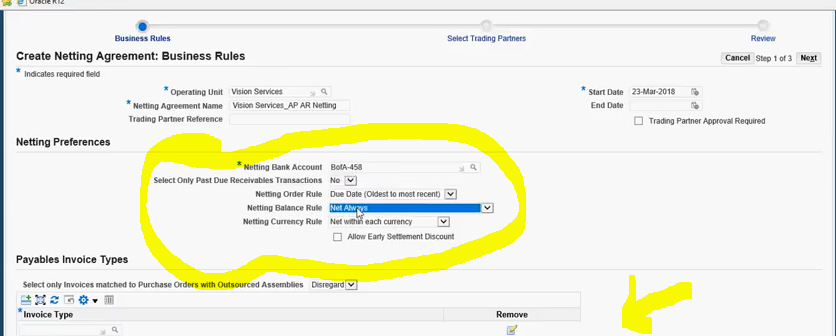 Oracle R12
Business Rules
Select Trading Partners
Review
Create Netting Agreement: Business Rules
Cancel Step 1 of 3 Next
* Indicates required field
* Operating Unit Vision Services
* Start Date 23-Mar-2018
* Netting Agreement Name Vision Services_AP AR Netting
End Date
Trading Partner Reference
Trading Partner Approval Required
Netting Preferences
* Netting Bank Account BofA-458
Select Only Past Due Receivables Transactions No
Netting Order Rule Due Date (Oldest to most recent)
Netting Balance Rule Net Always
Netting Currency Rule Net within each currency
Allow Early Settlement Discount
Payables Invoice Types
Select only Invoices matched to Purchase Orders with Outsourced Assemblies Disregard
* Invoice Type Remove